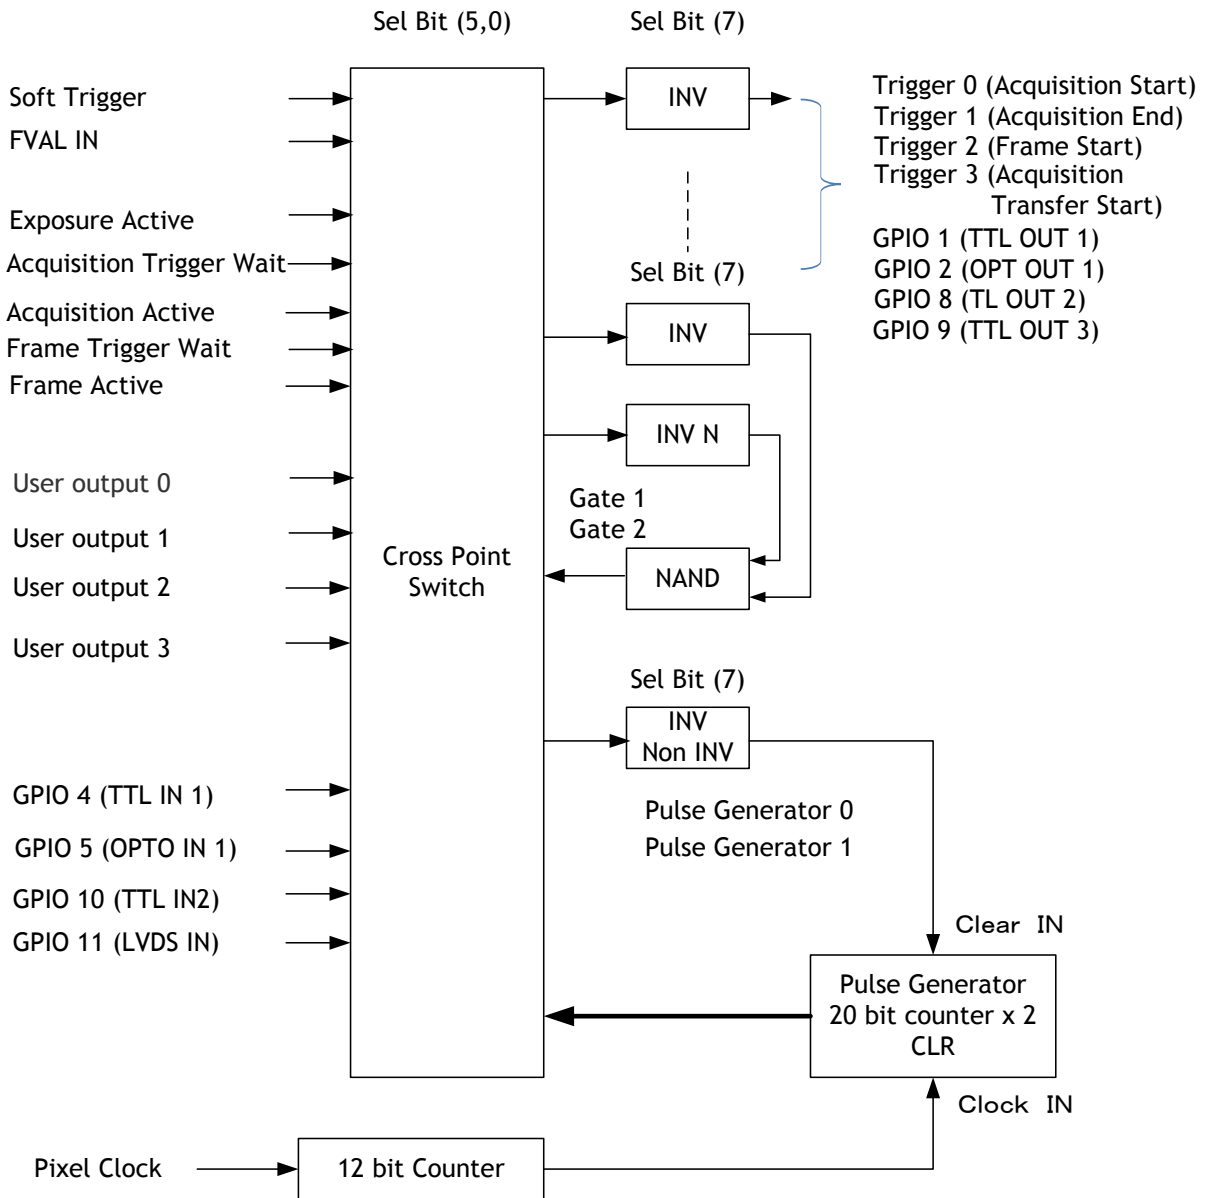 Sel Bit (5,0)
Sel Bit (7)
Soft Trigger
FVAL IN
Exposure Active
Acquisition Trigger Wait
Acquisition Active
Frame Trigger Wait
Frame Active
User output 0
User output 1
User output 2
User output 3
GPIO 4 (TTL IN 1)
GPIO 5 (OPTO IN 1)
GPIO 10 (TTL IN2)
GPIO 11 (LVDS IN)
Cross Point
Switch
INV
Trigger 0 (Acquisition Start)
Trigger 1 (Acquisition End)
Trigger 2 (Frame Start)
Trigger 3 (Acquisition
Transfer Start)
GPIO 1 (TTL OUT 1)
GPIO 2 (OPT OUT 1)
GPIO 8 (TL OUT 2)
GPIO 9 (TTL OUT 3)
Sel Bit (7)
INV
INV N
Gate 1
Gate 2
NAND
Sel Bit (7)
INV
Non INV
Pulse Generator 0
Pulse Generator 1
Clear IN
Pulse Generator
20 bit counter x 2
CLR
Clock IN
Pixel Clock
12 bit Counter